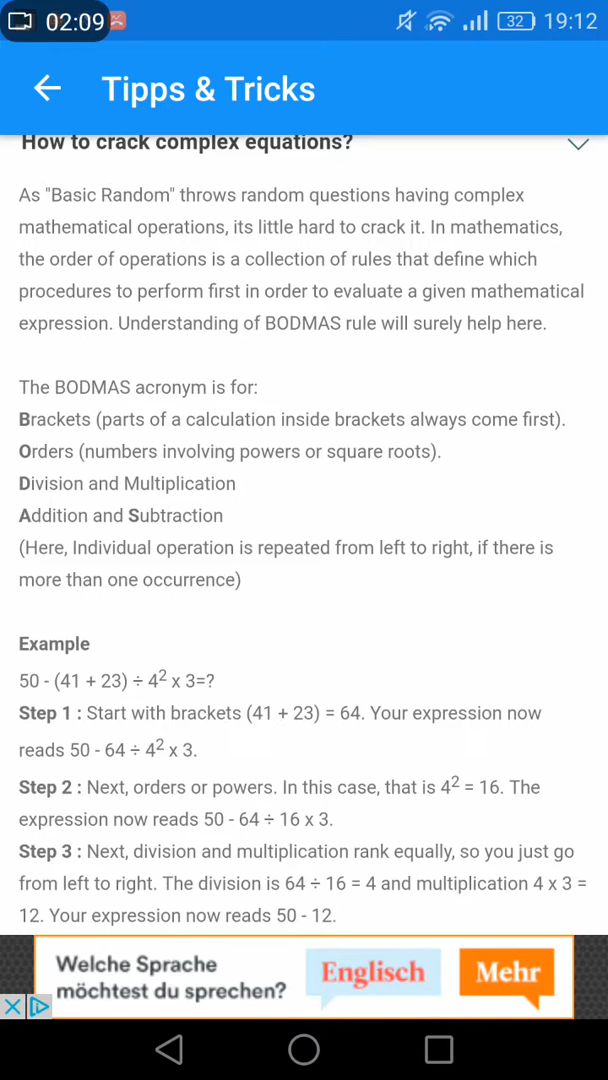 02:09
32 19:12
Tipps & Tricks
How to crack complex equations?
As "Basic Random" throws random questions having complex
mathematical operations, its little hard to crack it. In mathematics,
the order of operations is a collection of rules that define which
procedures to perform first in order to evaluate a given mathematical
expression. Understanding of BODMAS rule will surely help here.
The BODMAS acronym is for:
Brackets (parts of a calculation inside brackets always come first).
Orders (numbers involving powers or square roots).
Division and Multiplication
Addition and Subtraction
(Here, Individual operation is repeated from left to right, if there is
more than one occurrence)
Example
50 - (41 + 23) ÷ 4² x 3=?
Step 1 : Start with brackets (41 + 23) = 64. Your expression now
reads 50 - 64 ÷ 4² x 3.
Step 2 : Next, orders or powers. In this case, that is 4² = 16. The
expression now reads 50 - 64 ÷ 16 x 3.
Step 3 : Next, division and multiplication rank equally, so you just go
from left to right. The division is 64 ÷ 16 = 4 and multiplication 4 x 3 =
12. Your expression now reads 50 - 12.
Welche Sprache
möchtest du sprechen?
Englisch
Mehr